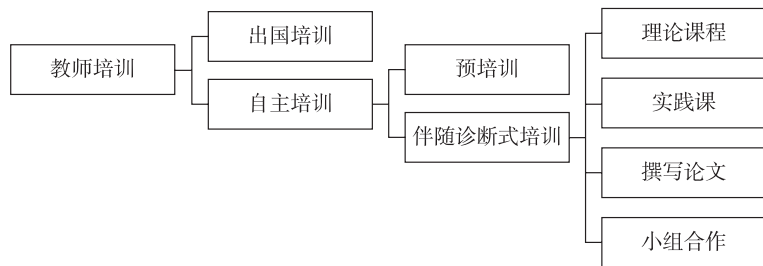 教师培训
出国培训
自主培训
预培训
伴随诊断式培训
理论课程
实践课
撰写论文
小组合作